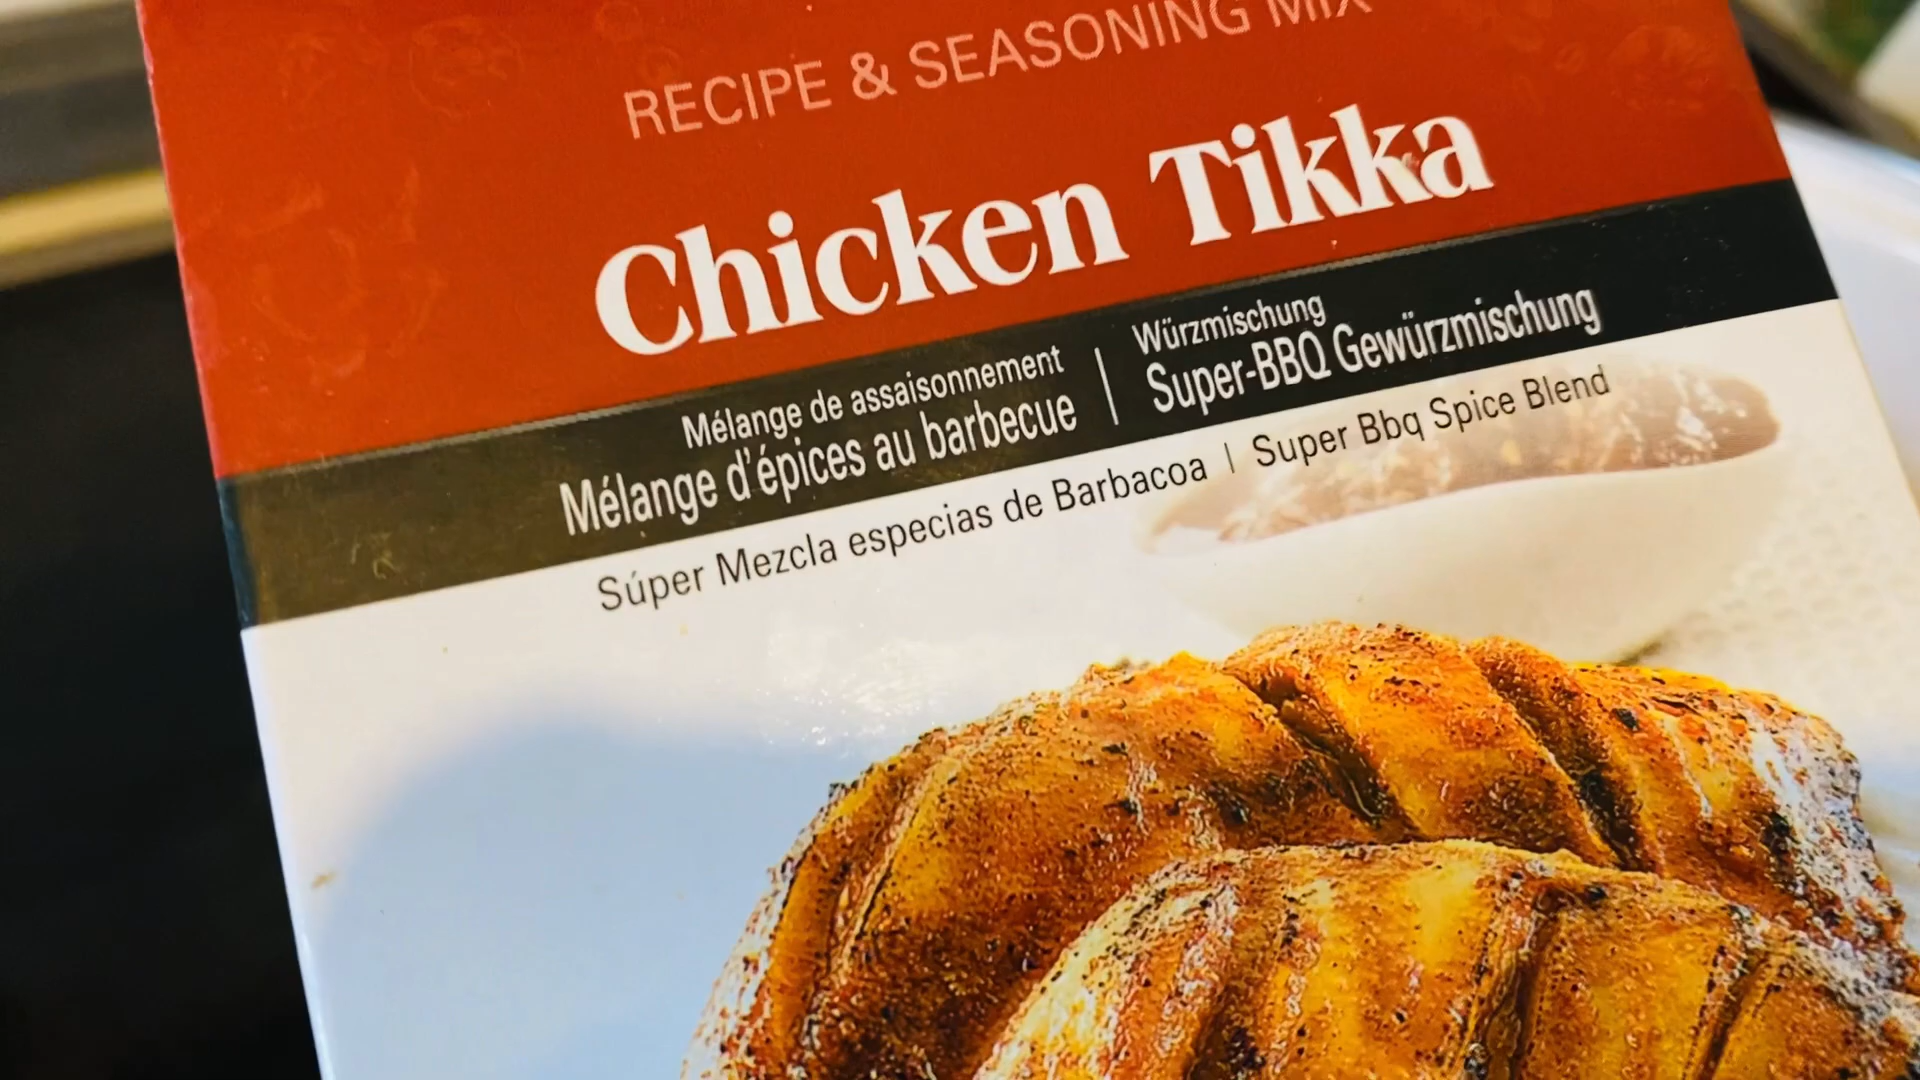 RECIPE & SEASONING MIX
Chicken Tikka
Mélange de assaisonnement
Mélange d'épices au barbecue
Würzmischung
Super-BBQ Gewürzmischung
Súper Mezcla especias de Barbacoa | Super Bbq Spice Blend